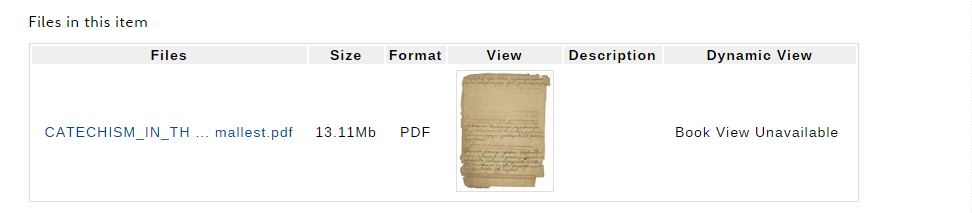 Files in this item
Files Size Format View Description Dynamic View
CATECHISM_IN_TH ... mallest.pdf 13.11Mb PDF Book View Unavailable